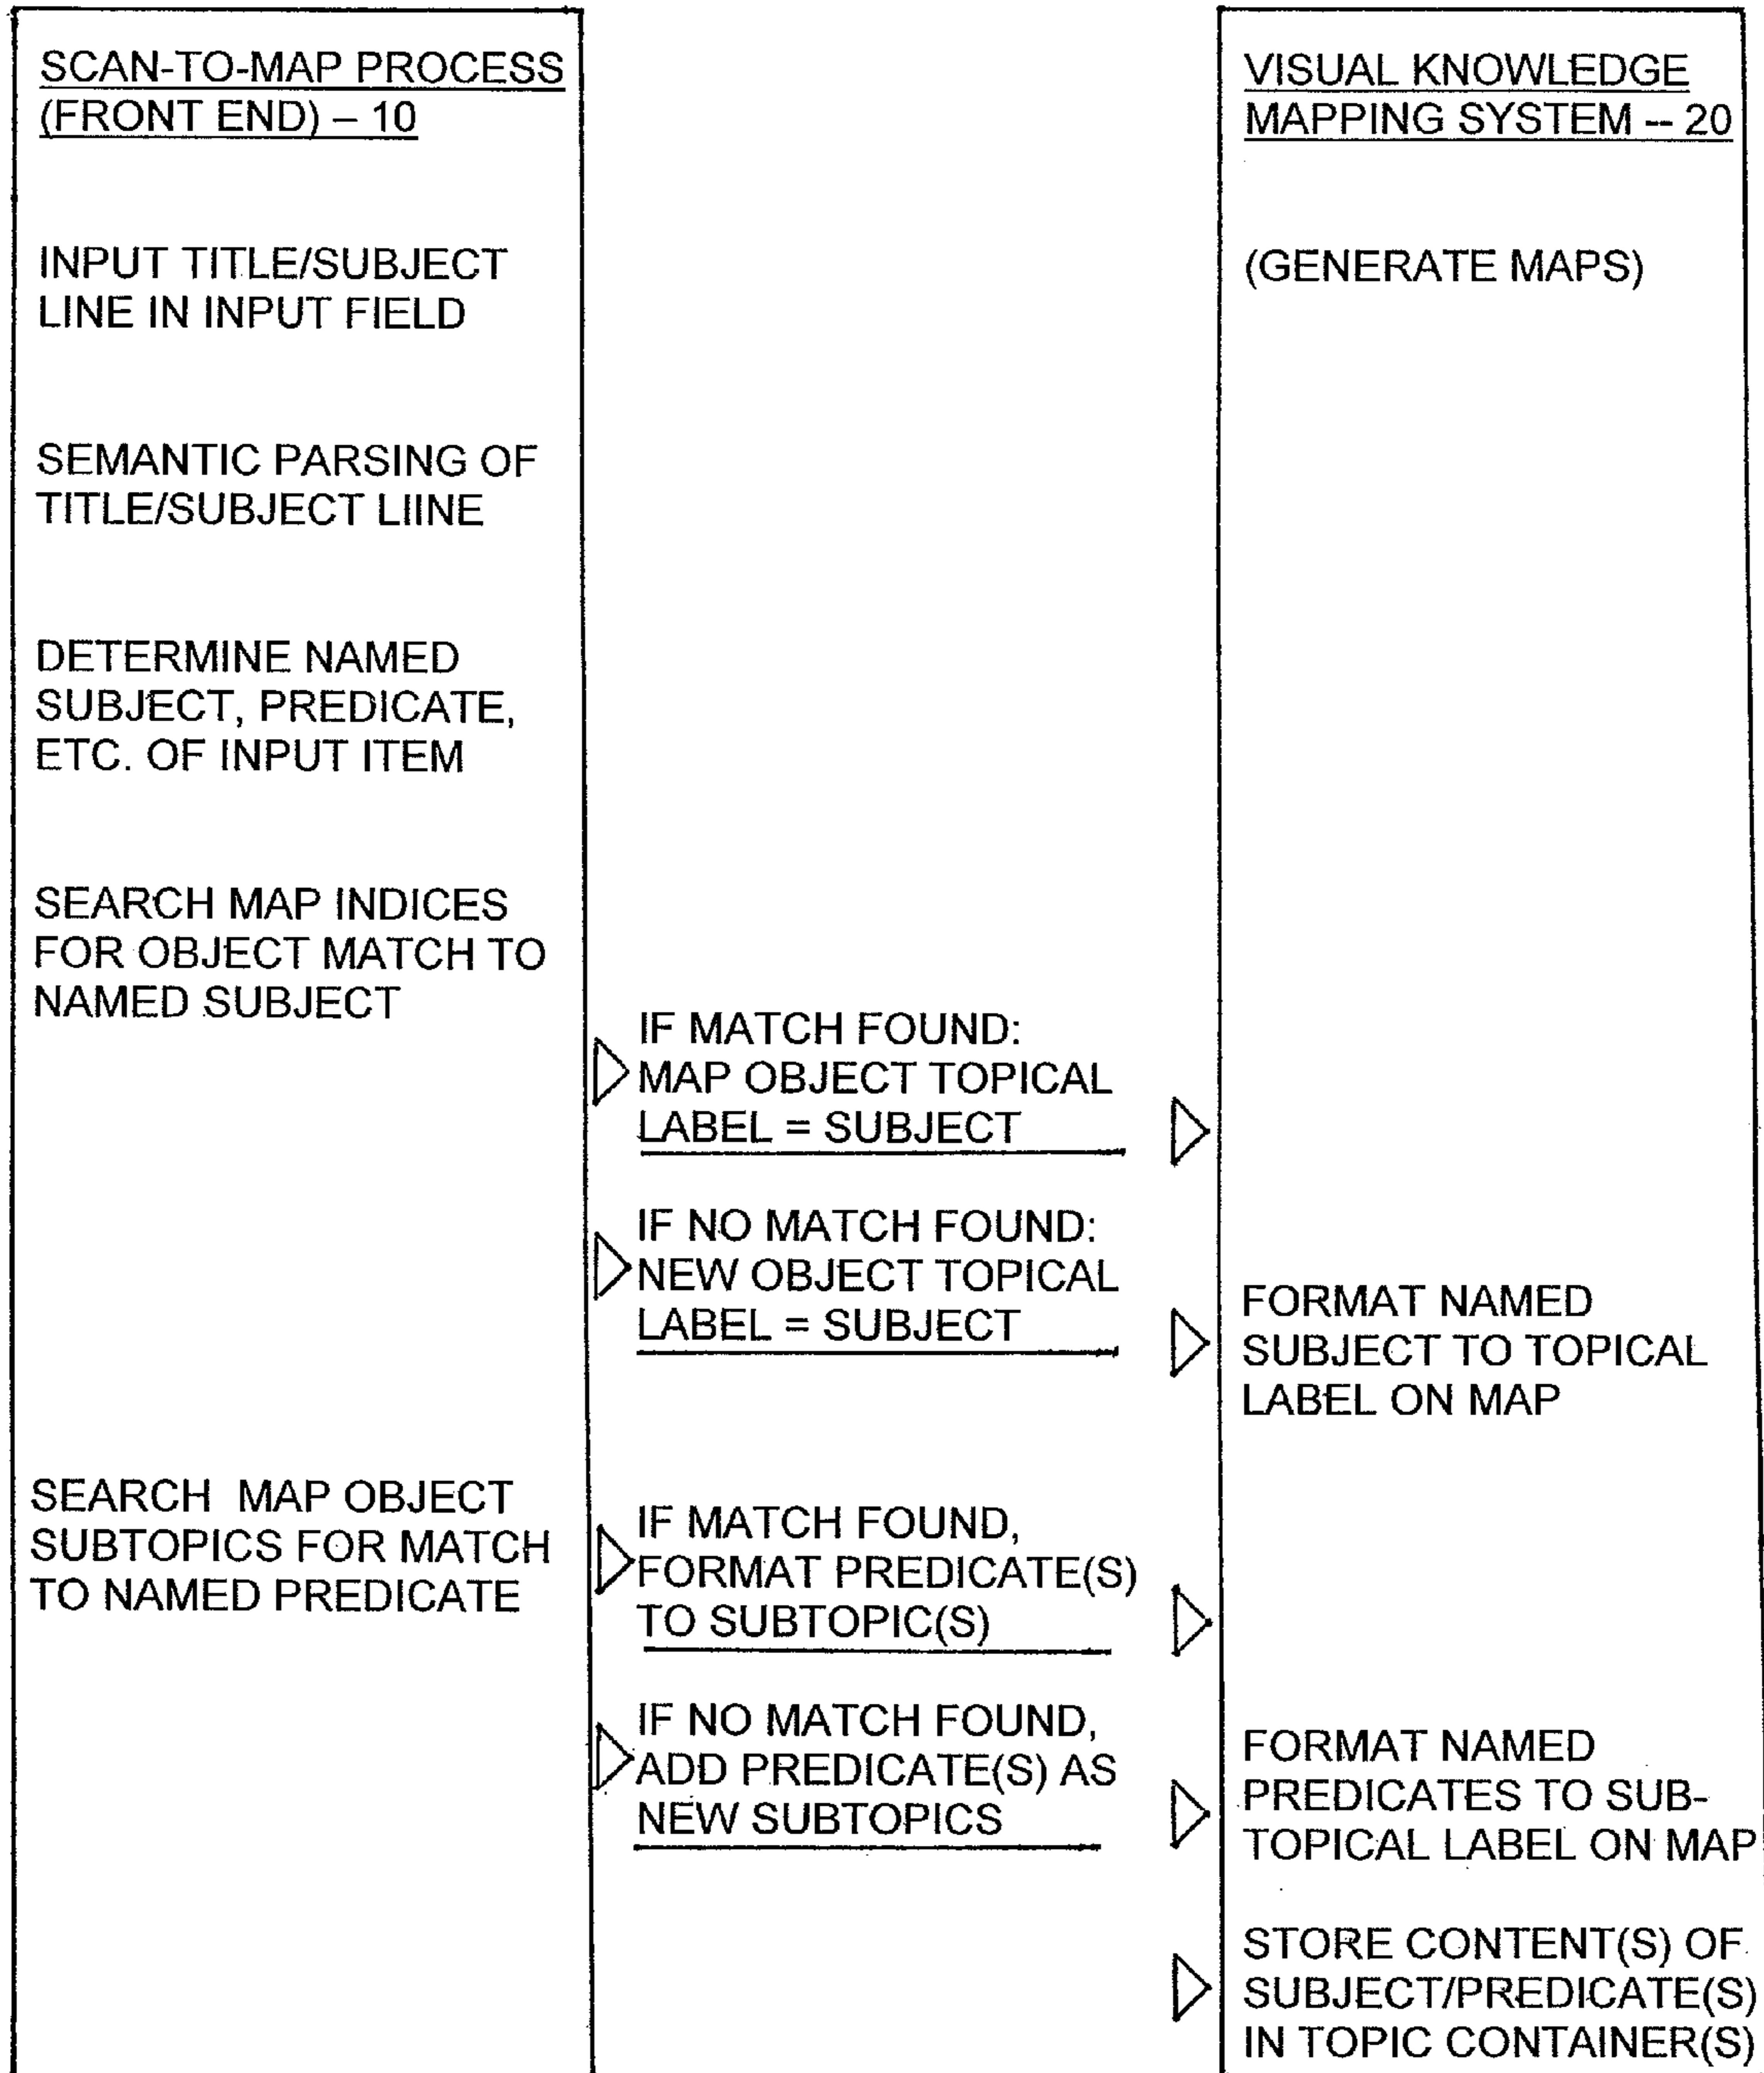 SCAN-TO-MAP PROCESS
(FRONT END) – 10
INPUT TITLE/SUBJECT
LINE IN INPUT FIELD
SEMANTIC PARSING OF
TITLE/SUBJECT LIINE
DETERMINE NAMED
SUBJECT, PREDICATE,
ETC. OF INPUT ITEM
SEARCH MAP INDICES
FOR OBJECT MATCH TO
NAMED SUBJECT
SEARCH MAP OBJECT
SUBTOPICS FOR MATCH
TO NAMED PREDICATE
IF MATCH FOUND:
MAP OBJECT TOPICAL
LABEL = SUBJECT
IF NO MATCH FOUND:
NEW OBJECT TOPICAL
LABEL = SUBJECT
IF MATCH FOUND,
FORMAT PREDICATE(S)
TO SUBTOPIC(S)
IF NO MATCH FOUND,
ADD PREDICATE(S) AS
NEW SUBTOPICS
VISUAL KNOWLEDGE
MAPPING SYSTEM -- 20
(GENERATE MAPS)
FORMAT NAMED
SUBJECT TO TOPICAL
LABEL ON MAP
FORMAT NAMED
PREDICATES TO SUB-
TOPICAL LABEL ON MAP
STORE CONTENT(S) OF
SUBJECT/PREDICATE(S)
IN TOPIC CONTAINER(S)